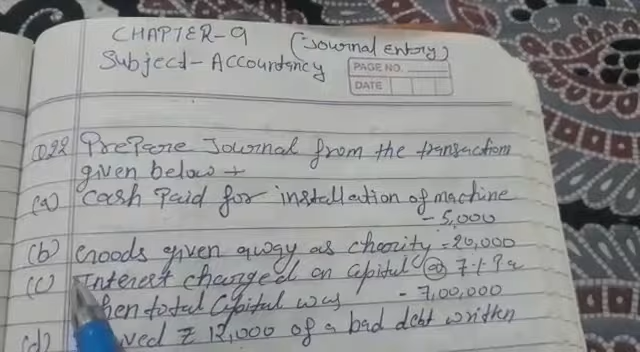 CHAPTER-9 (Journal Entry)
Subject-Accountancy
PAGE NO.
DATE
Q22 Prepare Journal from the transaction
given below :-
(a) Cash Paid for installation of machine
- 5,000
(b) Goods given away as charity - 20,000
(c) Interest charged on Capital @ 7% Pa
when total Capital was - 7,00,000
(d) ₹ 12,000 of a bad debt written